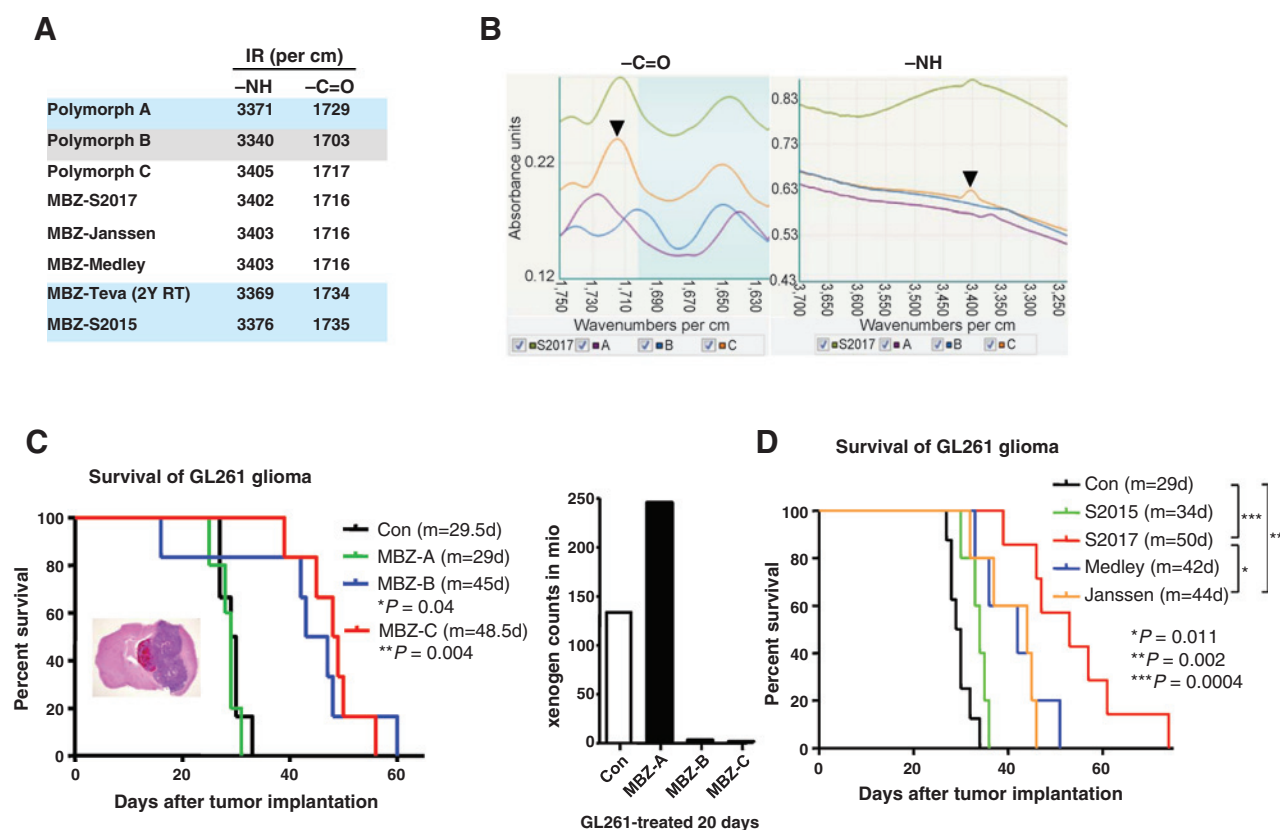 A
IR (per cm)
–NH –C=O
Polymorph A 3371 1729
Polymorph B 3340 1703
Polymorph C 3405 1717
MBZ-S2017 3402 1716
MBZ-Janssen 3403 1716
MBZ-Medley 3403 1716
MBZ-Teva (2Y RT) 3369 1734
MBZ-S2015 3376 1735
B
–C=O
Absorbance units
0.22
0.12
1,750 1,730 1,710 1,690 1,670 1,650 1,630
Wavenumbers per cm
S2017 A B C
–NH
0.83
0.73
0.63
0.53
0.43
3,700 3,650 3,550 3,500 3,450 3,400 3,350 3,300 3,250
Wavenumbers per cm
S2017 A B C
C
Survival of GL261 glioma
Percent survival
100
80
60
40
20
0
0 20 40 60
Days after tumor implantation
Con (m=29.5d)
MBZ-A (m=29d)
MBZ-B (m=45d)
*P = 0.04
MBZ-C (m=48.5d)
**P = 0.004
xenogen counts in mio
250
200
150
100
50
0
Con MBZ-A MBZ-B MBZ-C
GL261-treated 20 days
D
Survival of GL261 glioma
Percent survival
100
80
60
40
20
0
0 20 40 60
Days after tumor implantation
Con (m=29d)
S2015 (m=34d)
S2017 (m=50d)
Medley (m=42d)
Janssen (m=44d)
***
*
**
*P = 0.011
**P = 0.002
***P = 0.0004